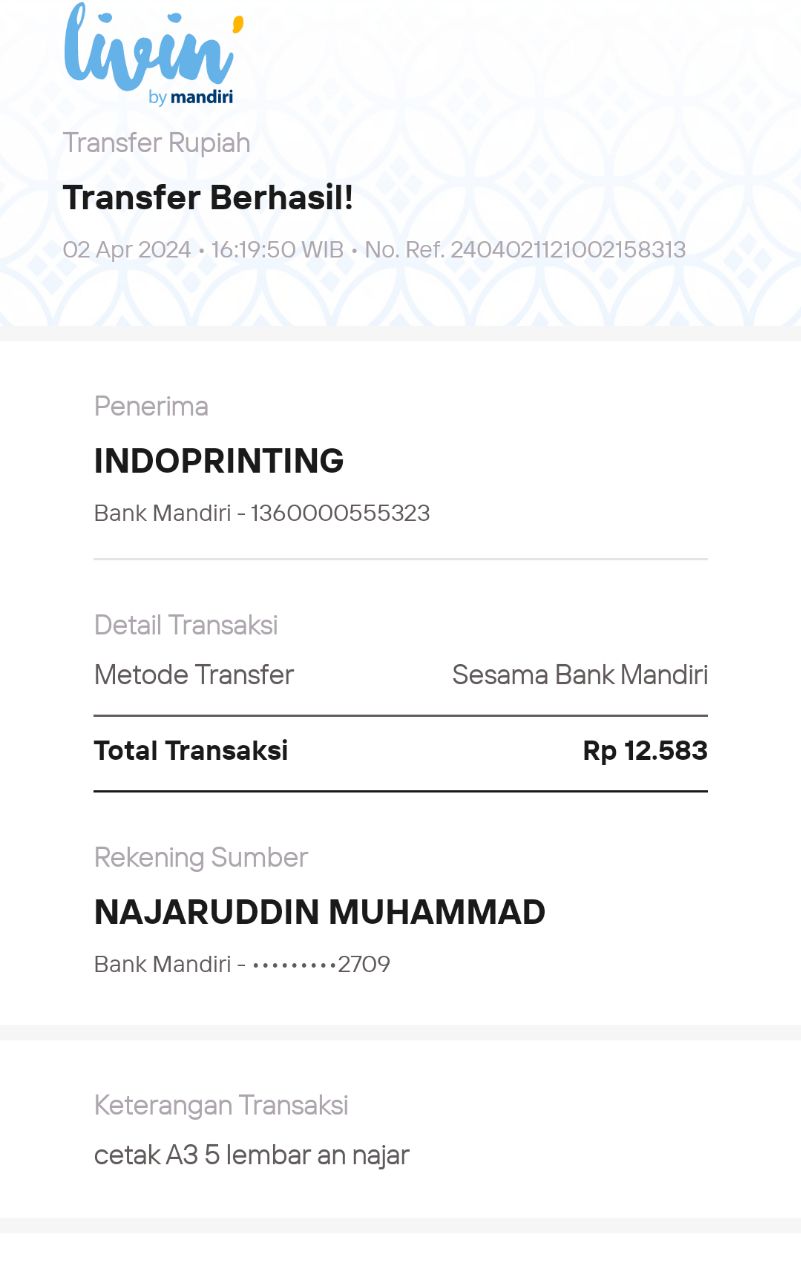 livin'
by mandiri
Transfer Rupiah
Transfer Berhasil!
02 Apr 2024 • 16:19:50 WIB • No. Ref. 2404021121002158313
Penerima
INDOPRINTING
Bank Mandiri - 1360000555323
Detail Transaksi
Metode Transfer Sesama Bank Mandiri
Total Transaksi Rp 12.583
Rekening Sumber
NAJARUDDIN MUHAMMAD
Bank Mandiri - •••••••••2709
Keterangan Transaksi
cetak A3 5 lembar an najar